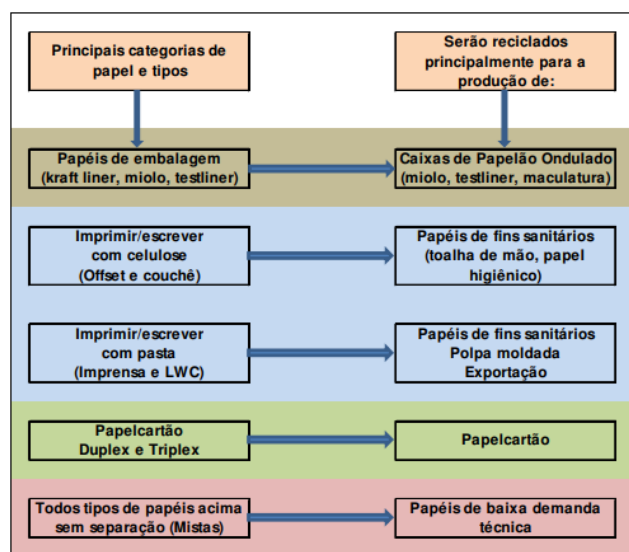 Principais categorias de
papel e tipos
Serão reciclados
principalmente para a
produção de:
Papéis de embalagem
(kraft liner, miolo, testliner)
Caixas de Papelão Ondulado
(miolo, testliner, maculatura)
Imprimir/escrever
com celulose
(Offset e couchê)
Papéis de fins sanitários
(toalha de mão, papel
higiênico)
Imprimir/escrever
com pasta
(Imprensa e LWC)
Papéis de fins sanitários
Polpa moldada
Exportação
Papelcartão
Duplex e Triplex
Papelcartão
Todos tipos de papéis acima
sem separação (Mistas)
Papéis de baixa demanda
técnica